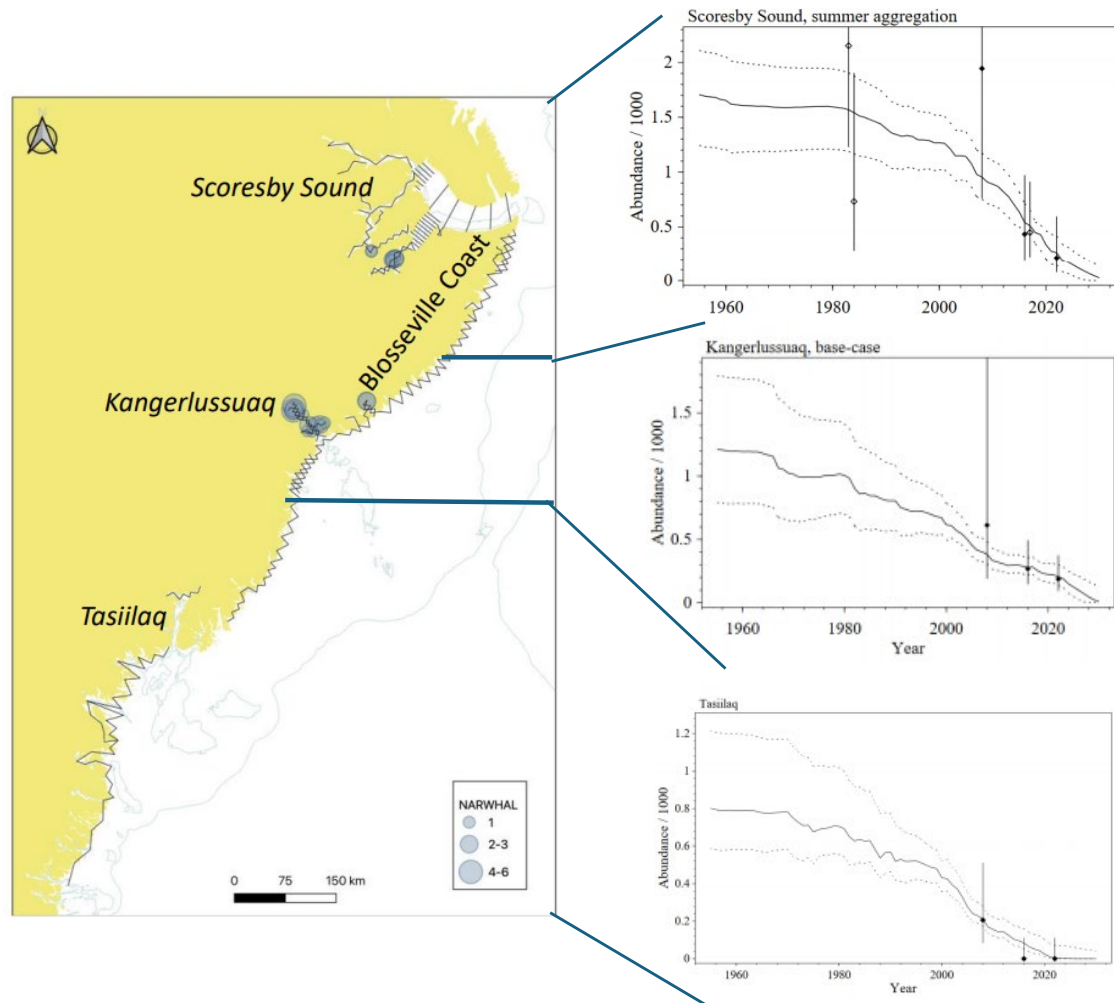 Scoresby Sound
Blosseville Coast
Kangerlussuaq
Tasiilaq
NARWHAL
1
2-3
4-6
0 75 150 km
Scoresby Sound, summer aggregation
Abundance / 1000
2
1.5
1
0.5
0
1960 1980 2000 2020
Kangerlussuaq, base-case
Abundance / 1000
1.5
1
0.5
0
1960 1980 2000 2020
Year
Tasiilaq
Abundance / 1000
1.2
1
0.8
0.6
0.4
0.2
0
1960 1980 2000 2020
Year